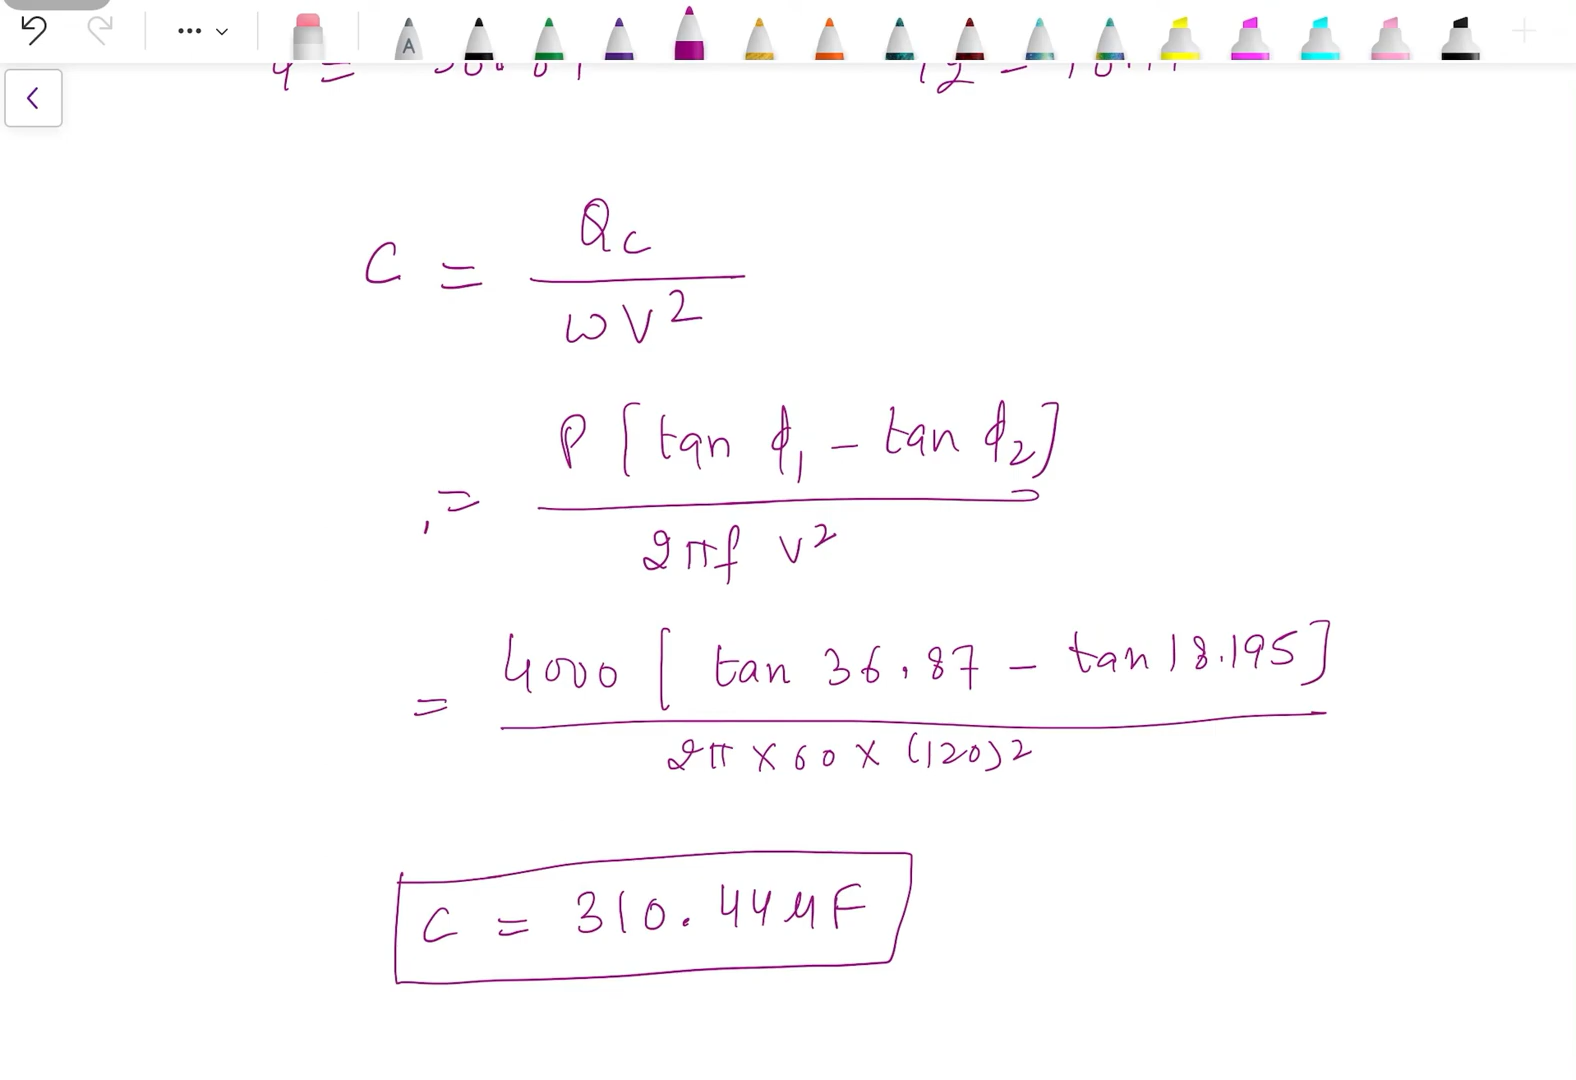 A
C = Qc / ωV²
= P [tan ϕ₁ - tan ϕ₂] / 2πf V²
= 4000 [tan 36.87 - tan 18.195] / 2π × 60 × (120)²
C = 310.44 μF